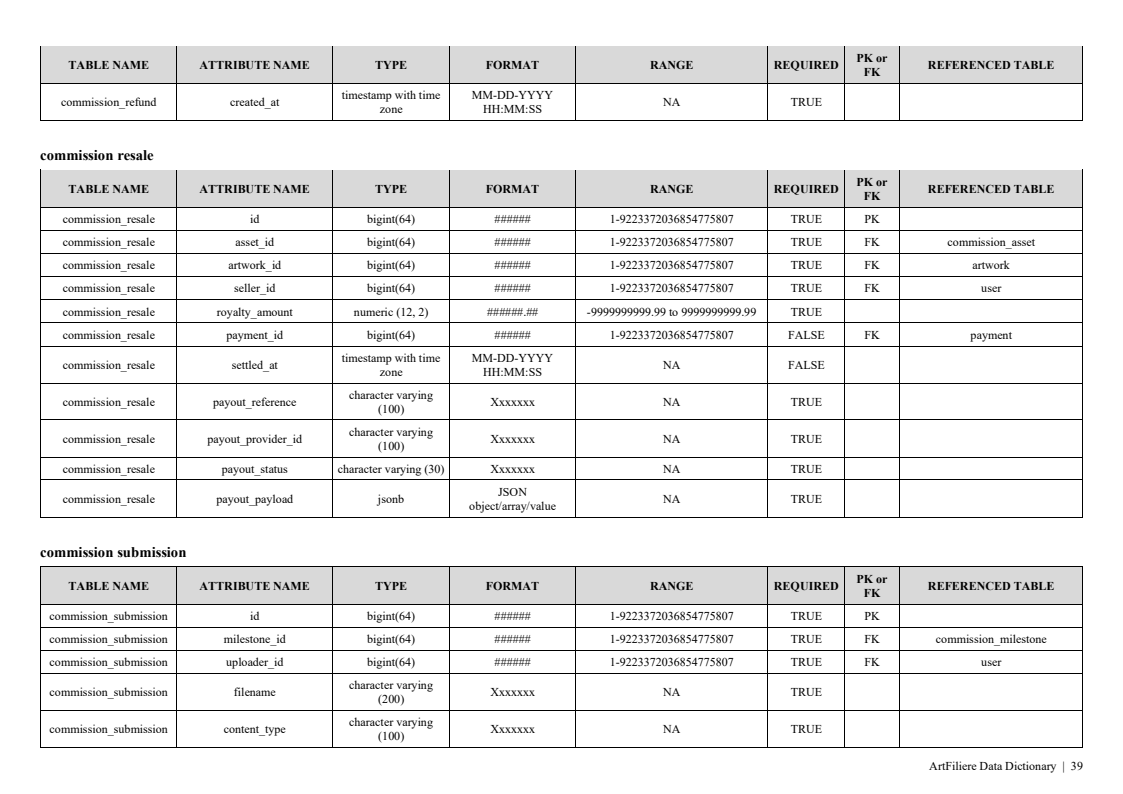 TABLE NAME ATTRIBUTE NAME TYPE FORMAT RANGE REQUIRED PK or FK REFERENCED TABLE
commission_refund created_at timestamp with time zone MM-DD-YYYY HH:MM:SS NA TRUE
commission resale
TABLE NAME ATTRIBUTE NAME TYPE FORMAT RANGE REQUIRED PK or FK REFERENCED TABLE
commission_resale id bigint(64) ###### 1-9223372036854775807 TRUE PK
commission_resale asset_id bigint(64) ###### 1-9223372036854775807 TRUE FK commission_asset
commission_resale artwork_id bigint(64) ###### 1-9223372036854775807 TRUE FK artwork
commission_resale seller_id bigint(64) ###### 1-9223372036854775807 TRUE FK user
commission_resale royalty_amount numeric (12, 2) ######.## -9999999999.99 to 9999999999.99 TRUE
commission_resale payment_id bigint(64) ###### 1-9223372036854775807 FALSE FK payment
commission_resale settled_at timestamp with time zone MM-DD-YYYY HH:MM:SS NA FALSE
commission_resale payout_reference character varying (100) Xxxxxxx NA TRUE
commission_resale payout_provider_id character varying (100) Xxxxxxx NA TRUE
commission_resale payout_status character varying (30) Xxxxxxx NA TRUE
commission_resale payout_payload jsonb JSON object/array/value NA TRUE
commission submission
TABLE NAME ATTRIBUTE NAME TYPE FORMAT RANGE REQUIRED PK or FK REFERENCED TABLE
commission_submission id bigint(64) ###### 1-9223372036854775807 TRUE PK
commission_submission milestone_id bigint(64) ###### 1-9223372036854775807 TRUE FK commission_milestone
commission_submission uploader_id bigint(64) ###### 1-9223372036854775807 TRUE FK user
commission_submission filename character varying (200) Xxxxxxx NA TRUE
commission_submission content_type character varying (100) Xxxxxxx NA TRUE
ArtFiliere Data Dictionary | 39